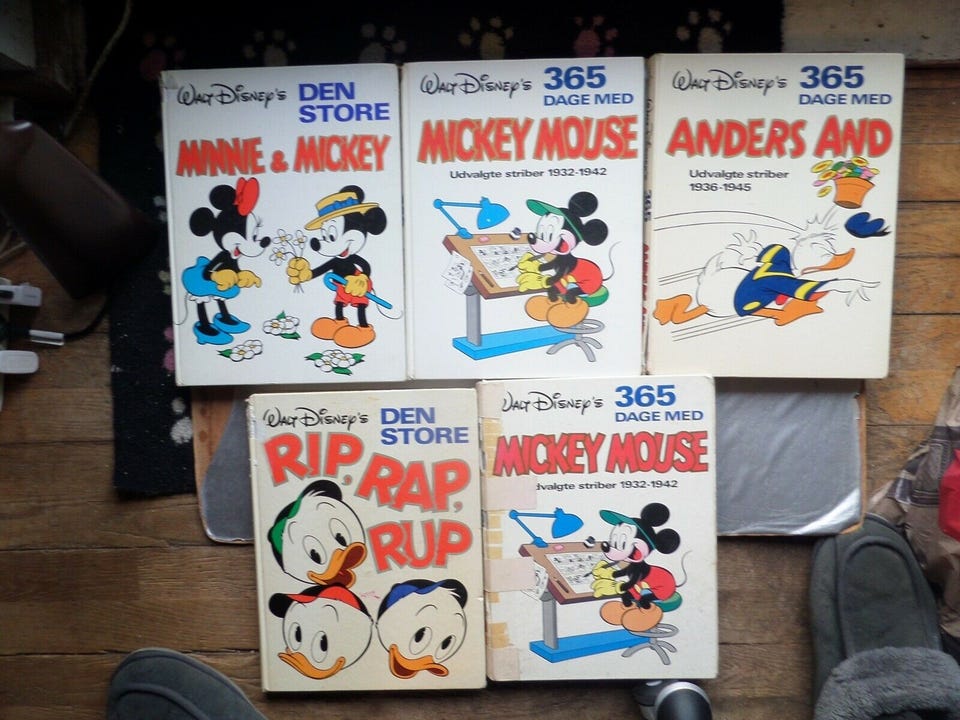 WALT DISNEY'S
DEN
STORE
MINNIE & MICKEY
WALT DISNEY'S
365
DAGE MED
MICKEY MOUSE
Udvalgte striber 1932-1942
WALT DISNEY'S
365
DAGE MED
ANDERS AND
Udvalgte striber
1936-1945
WALT DISNEY'S
DEN
STORE
RIP,
RAP,
RUP
WALT DISNEY'S
365
DAGE MED
MICKEY MOUSE
dvalgte striber 1932-1942